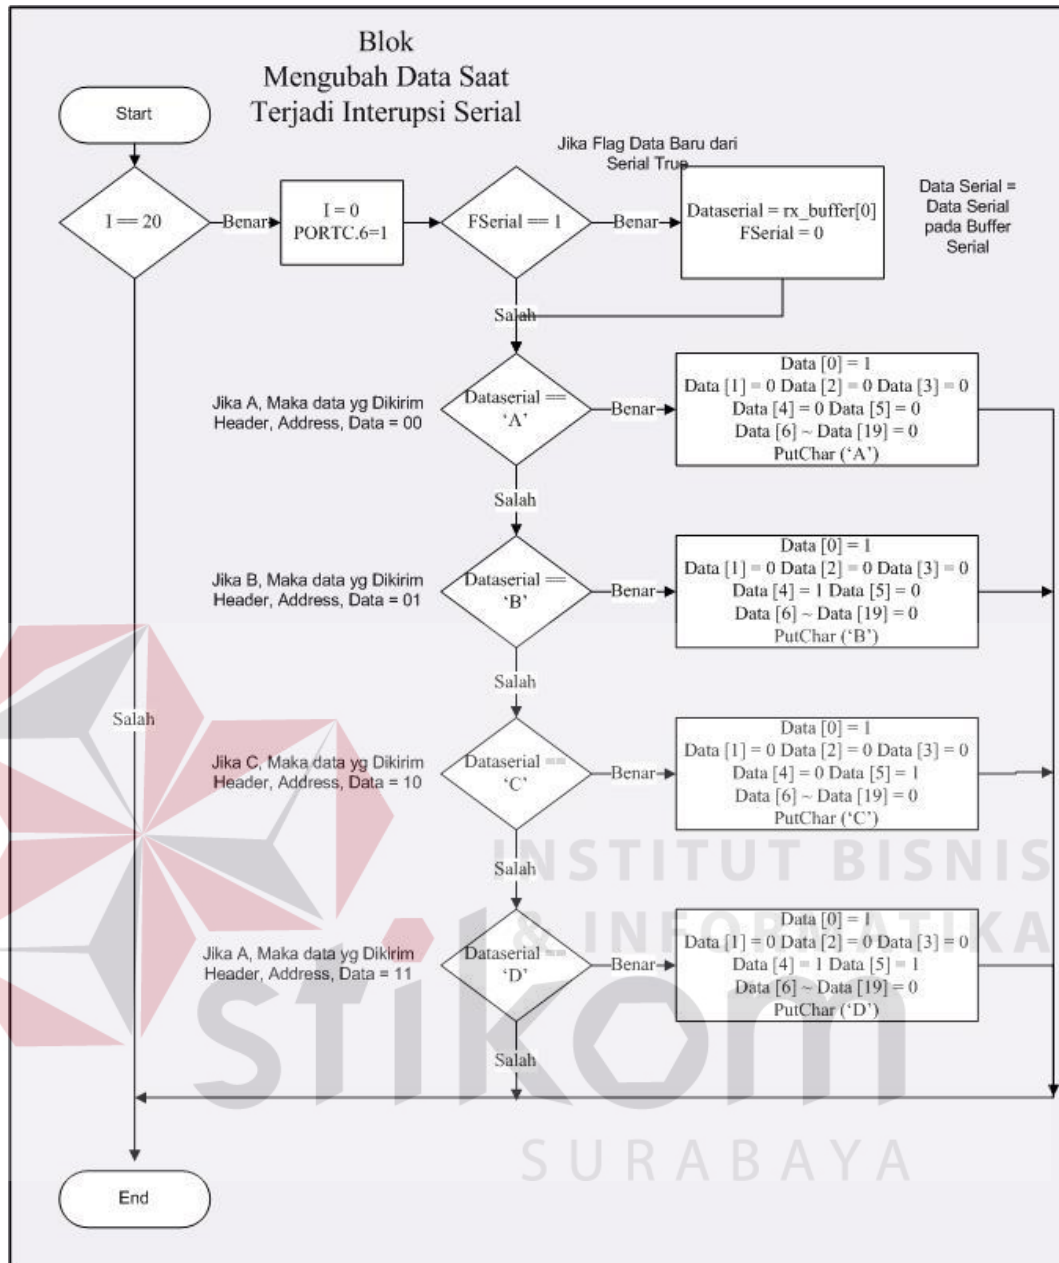 Blok
Mengubah Data Saat
Terjadi Interupsi Serial
Start
Jika Flag Data Baru dari
Serial True
I == 20
Benar
I = 0
PORTC.6=1
FSerial == 1
Benar
Dataserial = rx_buffer[0]
FSerial = 0
Data Serial =
Data Serial
pada Buffer
Serial
Salah
Jika A, Maka data yg Dikirim
Header, Address, Data = 00
Dataserial ==
‘A’
Benar
Data [0] = 1
Data [1] = 0 Data [2] = 0 Data [3] = 0
Data [4] = 0 Data [5] = 0
Data [6] ~ Data [19] = 0
PutChar (‘A’)
Salah
Jika B, Maka data yg Dikirim
Header, Address, Data = 01
Dataserial ==
‘B’
Benar
Data [0] = 1
Data [1] = 0 Data [2] = 0 Data [3] = 0
Data [4] = 1 Data [5] = 0
Data [6] ~ Data [19] = 0
PutChar (‘B’)
Salah
Salah
Jika C, Maka data yg Dikirim
Header, Address, Data = 10
Dataserial ==
‘C’
Benar
Data [0] = 1
Data [1] = 0 Data [2] = 0 Data [3] = 0
Data [4] = 0 Data [5] = 1
Data [6] ~ Data [19] = 0
PutChar (‘C’)
Salah
INSTITUT BISNIS
& INFORMATIKA
Jika A, Maka data yg Dikirim
Header, Address, Data = 11
Dataserial ==
‘D’
Benar
Data [0] = 1
Data [1] = 0 Data [2] = 0 Data [3] = 0
Data [4] = 1 Data [5] = 1
Data [6] ~ Data [19] = 0
PutChar (‘D’)
stikom
Salah
SURABAYA
End